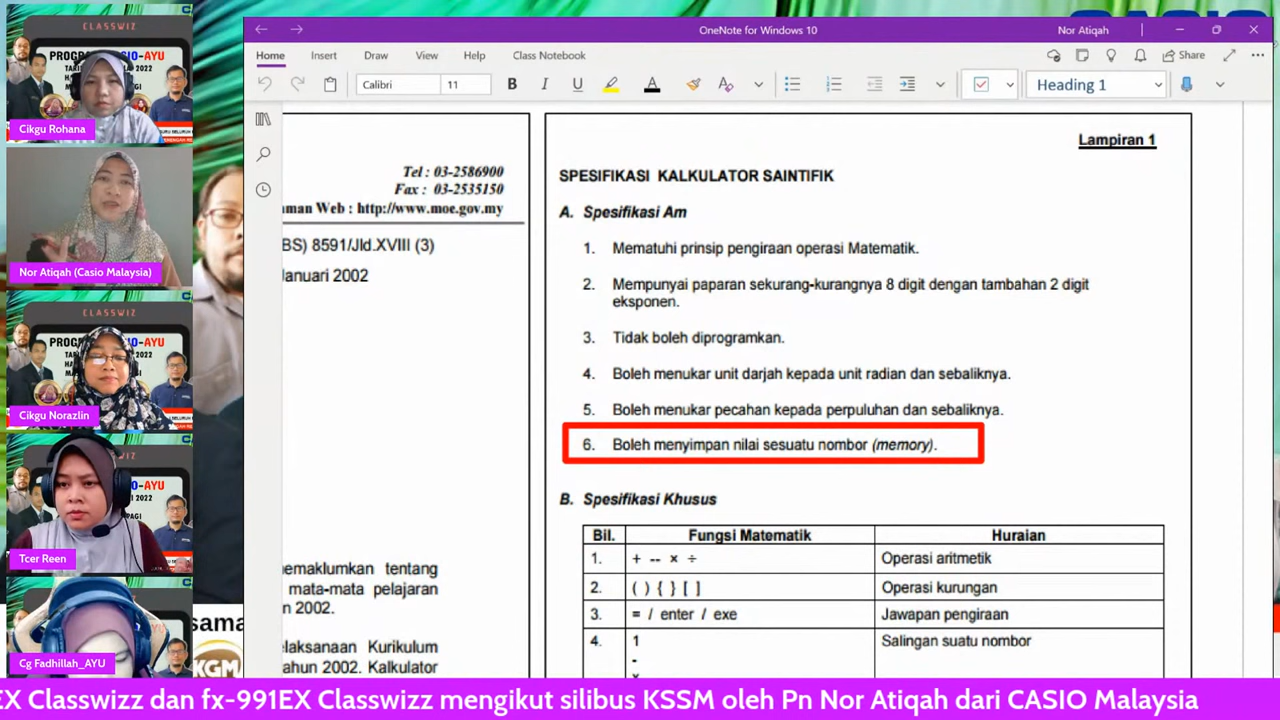 CLASSWIZ
Cikgu Rohana
Nor Atiqah (Casio Malaysia)
CLASSWIZ
Cikgu Norazlin
Tcer Reen
Cg Fadhillah_AYU
OneNote for Windows 10
Nor Atiqah
Home Insert Draw View Help Class Notebook
Share
Calibri 11 B I U A Heading 1
Tel : 03-2586900
Fax : 03-2535150
man Web : http://www.moe.gov.my
BS) 8591/Jld.XVIII (3)
Januari 2002
emaklumkan tentang
mata-mata pelajaran
n 2002.
elaksanaan Kurikulum
ahun 2002. Kalkulator
Lampiran 1
SPESIFIKASI KALKULATOR SAINTIFIK
A. Spesifikasi Am
1. Mematuhi prinsip pengiraan operasi Matematik.
2. Mempunyai paparan sekurang-kurangnya 8 digit dengan tambahan 2 digit
eksponen.
3. Tidak boleh diprogramkan.
4. Boleh menukar unit darjah kepada unit radian dan sebaliknya.
5. Boleh menukar pecahan kepada perpuluhan dan sebaliknya.
6. Boleh menyimpan nilai sesuatu nombor (memory).
B. Spesifikasi Khusus
Bil. Fungsi Matematik Huraian
1. + -- × ÷ Operasi aritmetik
2. ( ) { } [ ] Operasi kurungan
3. = / enter / exe Jawapan pengiraan
4. 1 Salingan suatu nombor
-
sama
KGM
EX Classwizz dan fx-991EX Classwizz mengikut silibus KSSM oleh Pn Nor Atiqah dari CASIO Malaysia